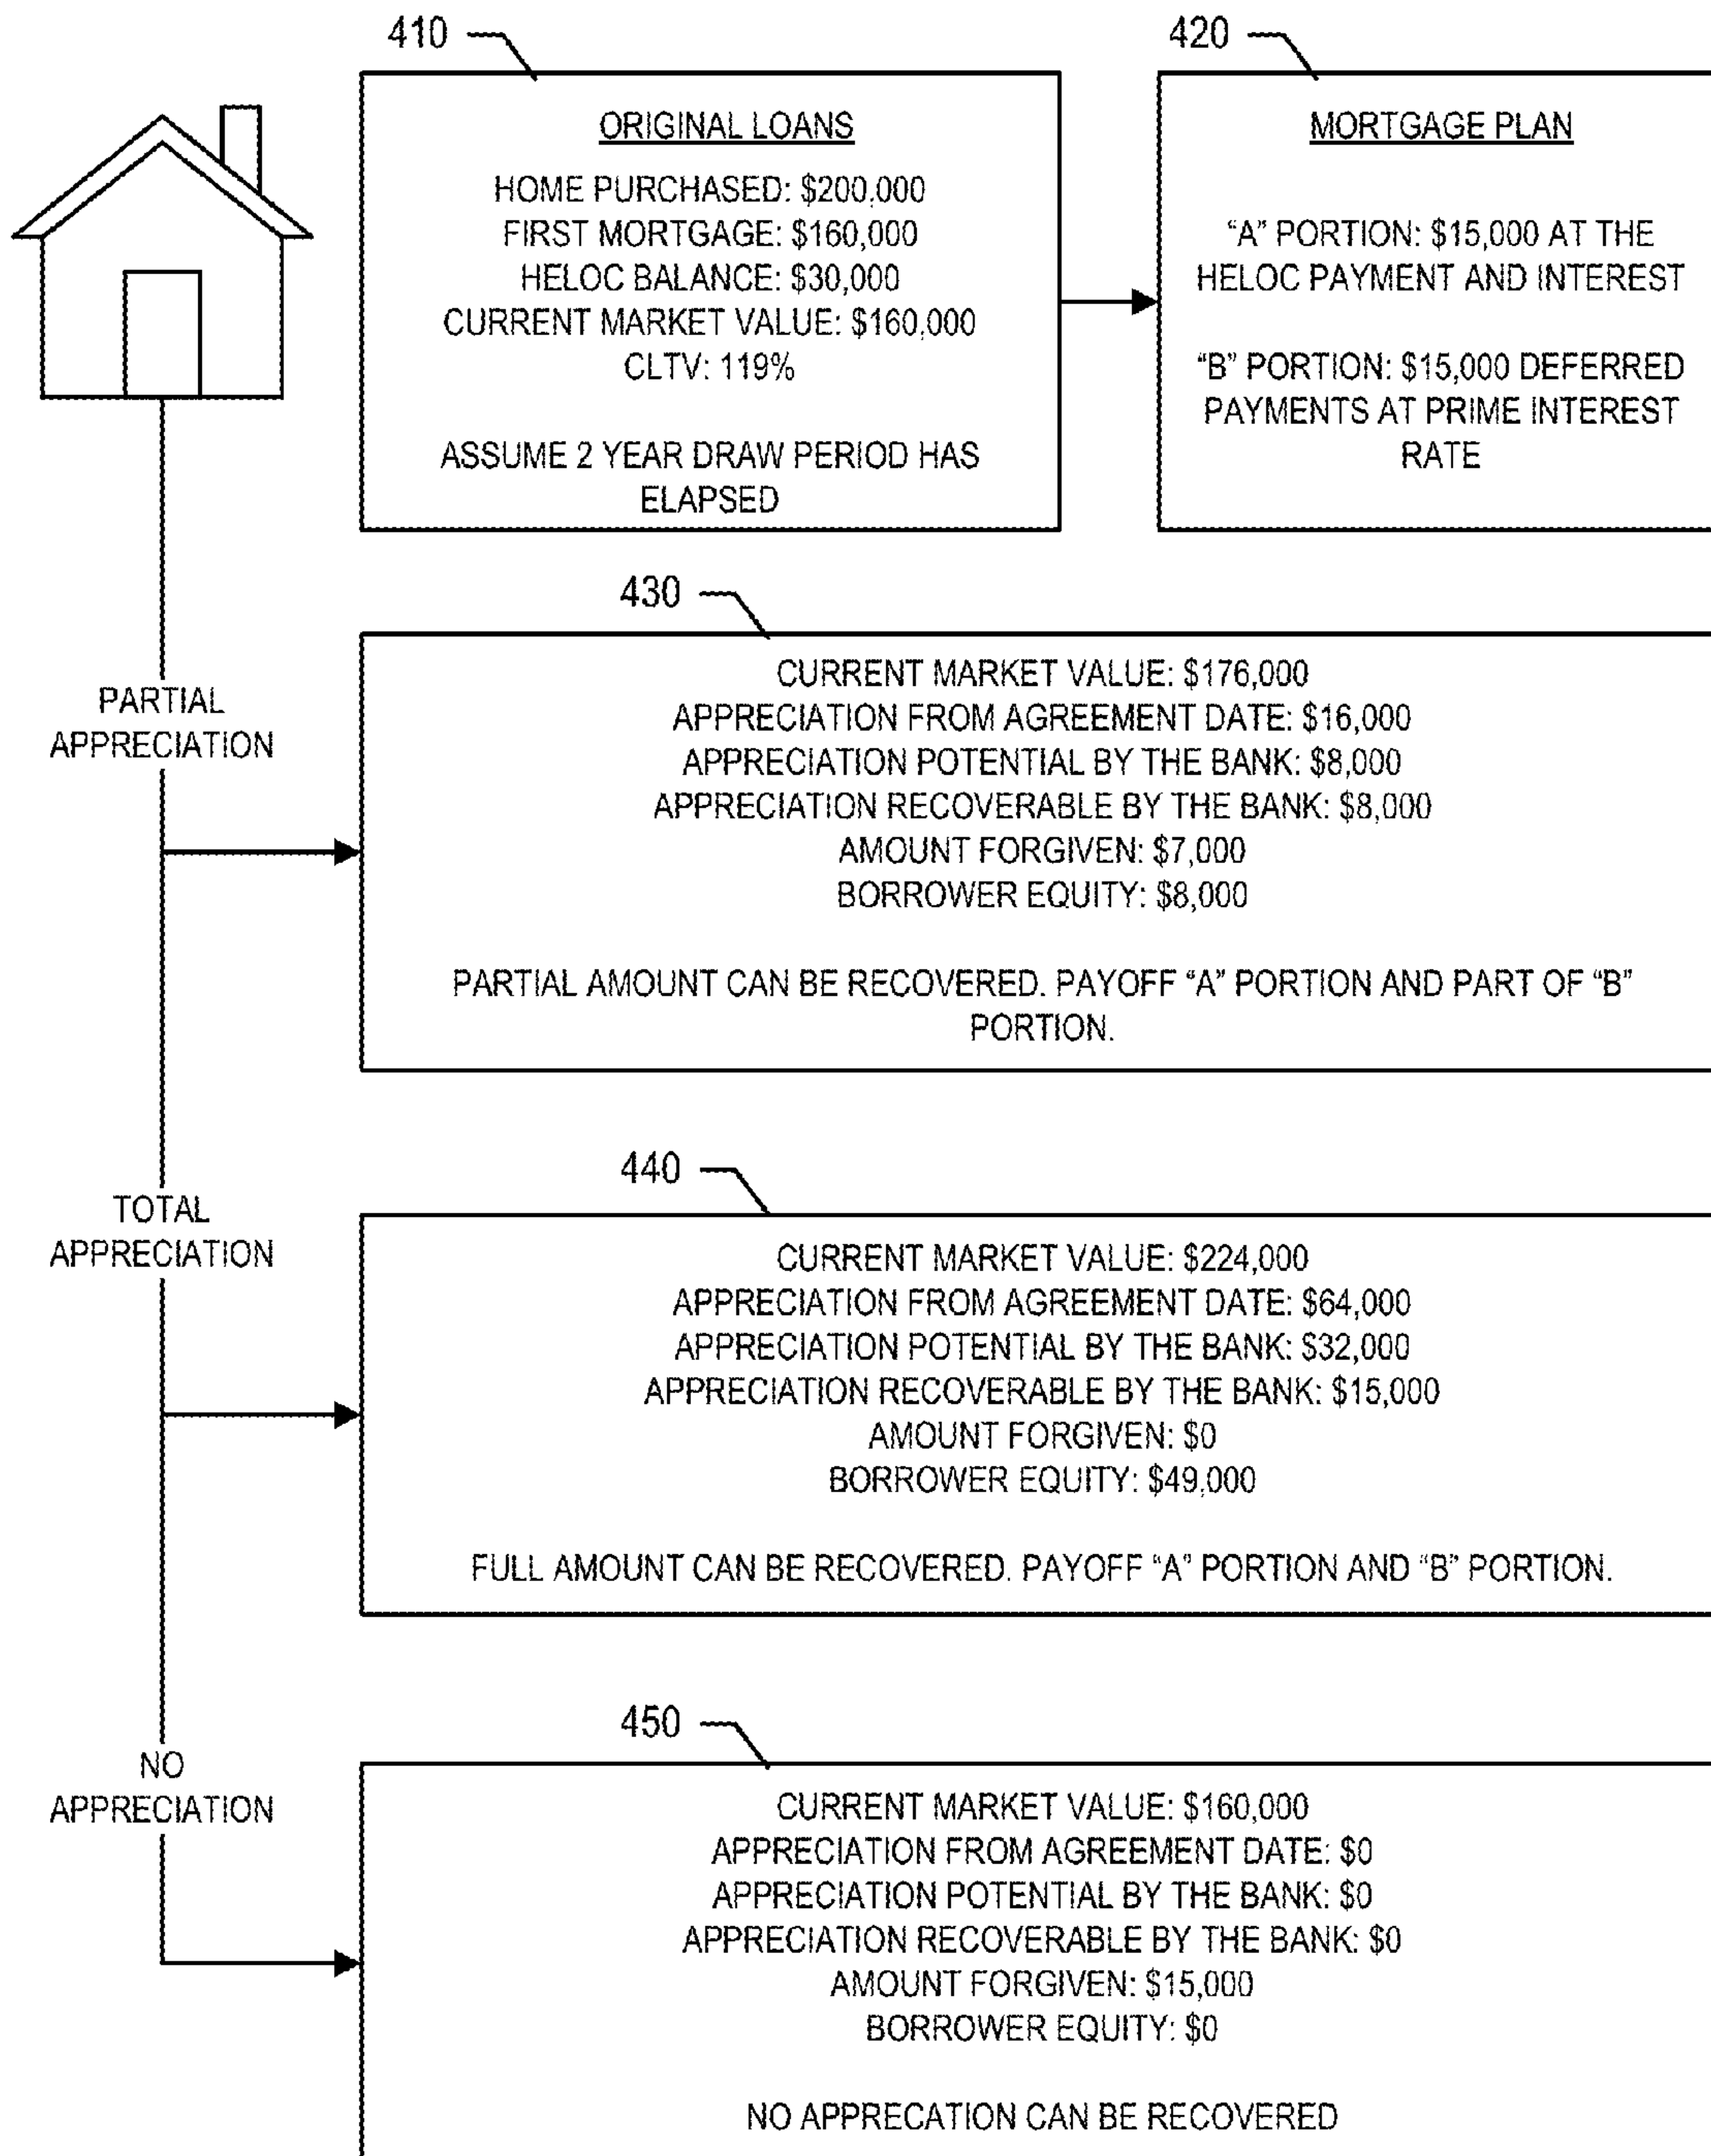 410
ORIGINAL LOANS
HOME PURCHASED: $200,000
FIRST MORTGAGE: $160,000
HELOC BALANCE: $30,000
CURRENT MARKET VALUE: $160,000
CLTV: 119%
ASSUME 2 YEAR DRAW PERIOD HAS
ELAPSED
420
MORTGAGE PLAN
"A" PORTION: $15,000 AT THE
HELOC PAYMENT AND INTEREST
"B" PORTION: $15,000 DEFERRED
PAYMENTS AT PRIME INTEREST
RATE
PARTIAL
APPRECIATION
430
CURRENT MARKET VALUE: $176,000
APPRECIATION FROM AGREEMENT DATE: $16,000
APPRECIATION POTENTIAL BY THE BANK: $8,000
APPRECIATION RECOVERABLE BY THE BANK: $8,000
AMOUNT FORGIVEN: $7,000
BORROWER EQUITY: $8,000
PARTIAL AMOUNT CAN BE RECOVERED. PAYOFF "A" PORTION AND PART OF "B"
PORTION.
TOTAL
APPRECIATION
440
CURRENT MARKET VALUE: $224,000
APPRECIATION FROM AGREEMENT DATE: $64,000
APPRECIATION POTENTIAL BY THE BANK: $32,000
APPRECIATION RECOVERABLE BY THE BANK: $15,000
AMOUNT FORGIVEN: $0
BORROWER EQUITY: $49,000
FULL AMOUNT CAN BE RECOVERED. PAYOFF "A" PORTION AND "B" PORTION.
NO
APPRECIATION
450
CURRENT MARKET VALUE: $160,000
APPRECIATION FROM AGREEMENT DATE: $0
APPRECIATION POTENTIAL BY THE BANK: $0
APPRECIATION RECOVERABLE BY THE BANK: $0
AMOUNT FORGIVEN: $15,000
BORROWER EQUITY: $0
NO APPRECATION CAN BE RECOVERED